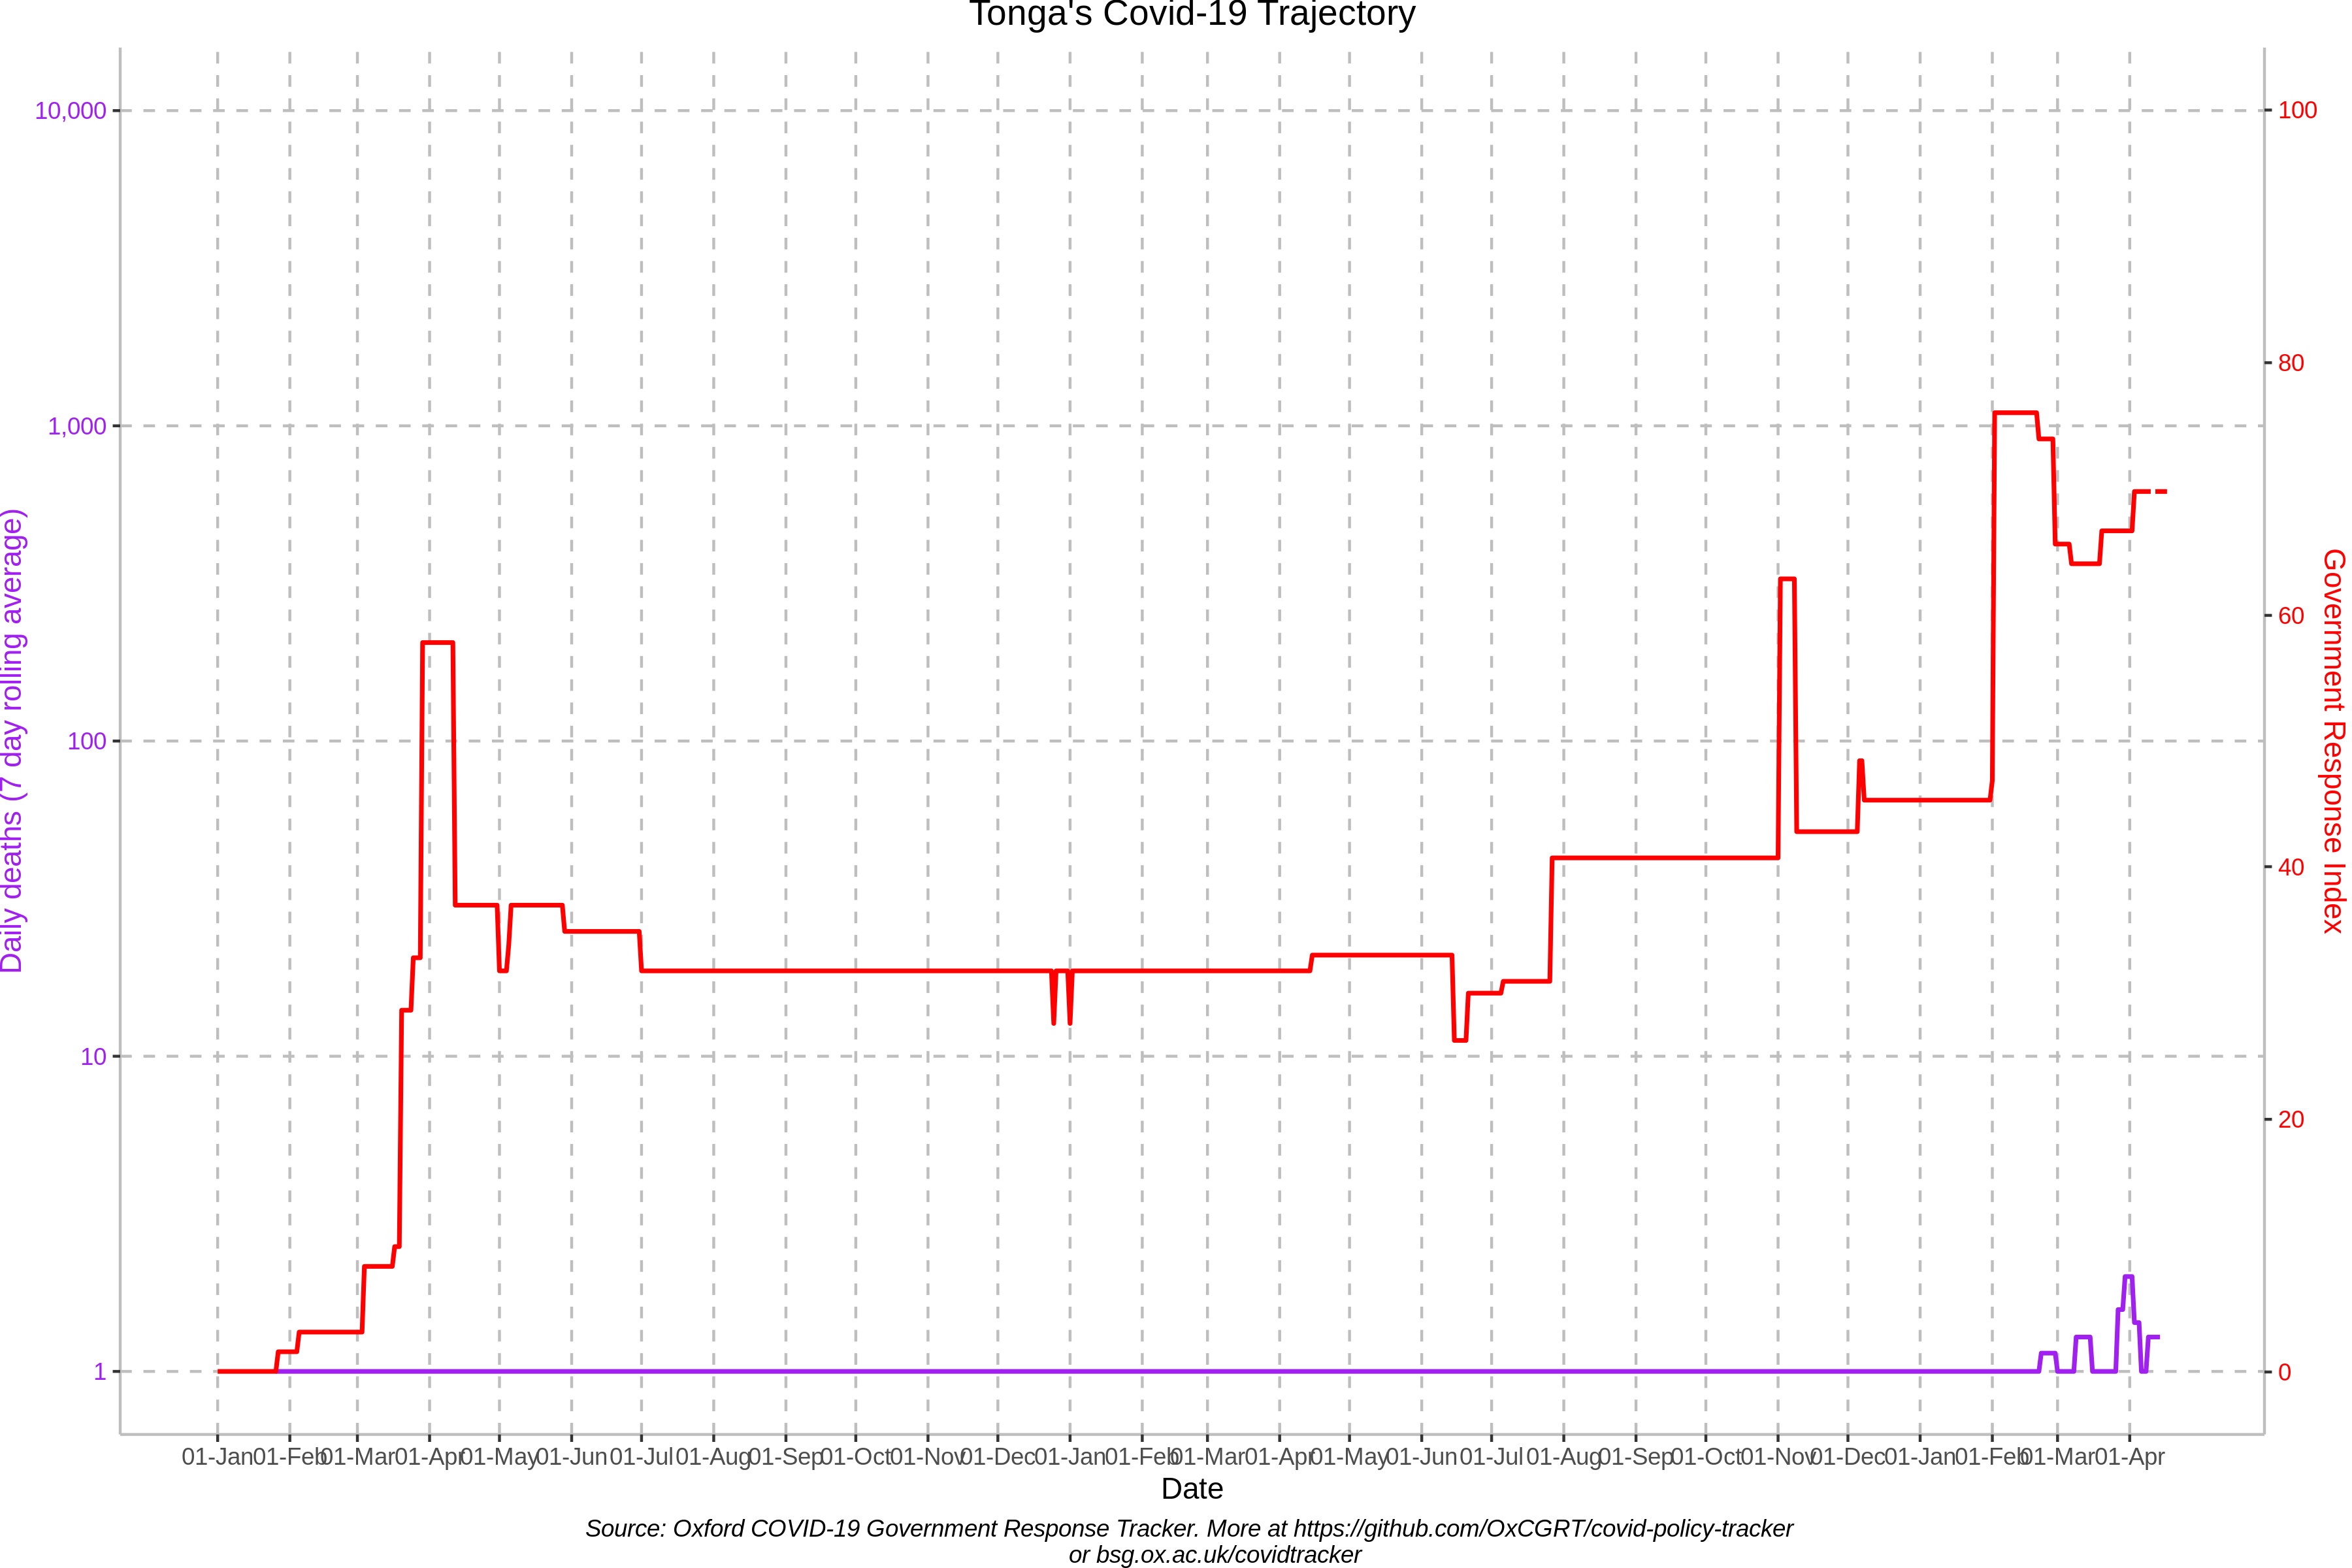 Tonga's Covid-19 Trajectory
10,000
1,000
100
10
1
Daily deaths (7 day rolling average)
100
80
60
40
20
0
Government Response Index
01-Jan 01-Feb 01-Mar 01-Apr 01-May 01-Jun 01-Jul 01-Aug 01-Sep 01-Oct 01-Nov 01-Dec 01-Jan 01-Feb 01-Mar 01-Apr 01-May 01-Jun 01-Jul 01-Aug 01-Sep 01-Oct 01-Nov 01-Dec 01-Jan 01-Feb 01-Mar 01-Apr
Date
Source: Oxford COVID-19 Government Response Tracker. More at https://github.com/OxCGRT/covid-policy-tracker
or bsg.ox.ac.uk/covidtracker